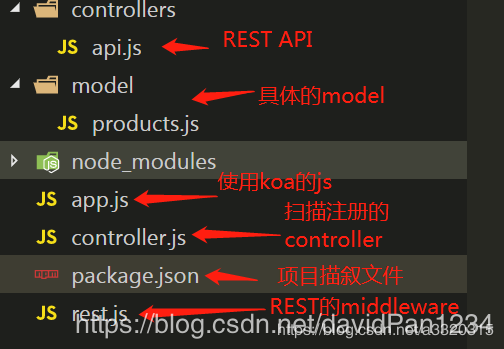 controllers
JS api.js REST API
model
具体的model
JS products.js
node_modules
使用koa的js
JS app.js
扫描注册的
JS controller.js controller
package.json 项目描叙文件
JS rest.js REST的middleware
https://blog.csdn.net/davidPan1234
https://blog.csdn.net/a3320315